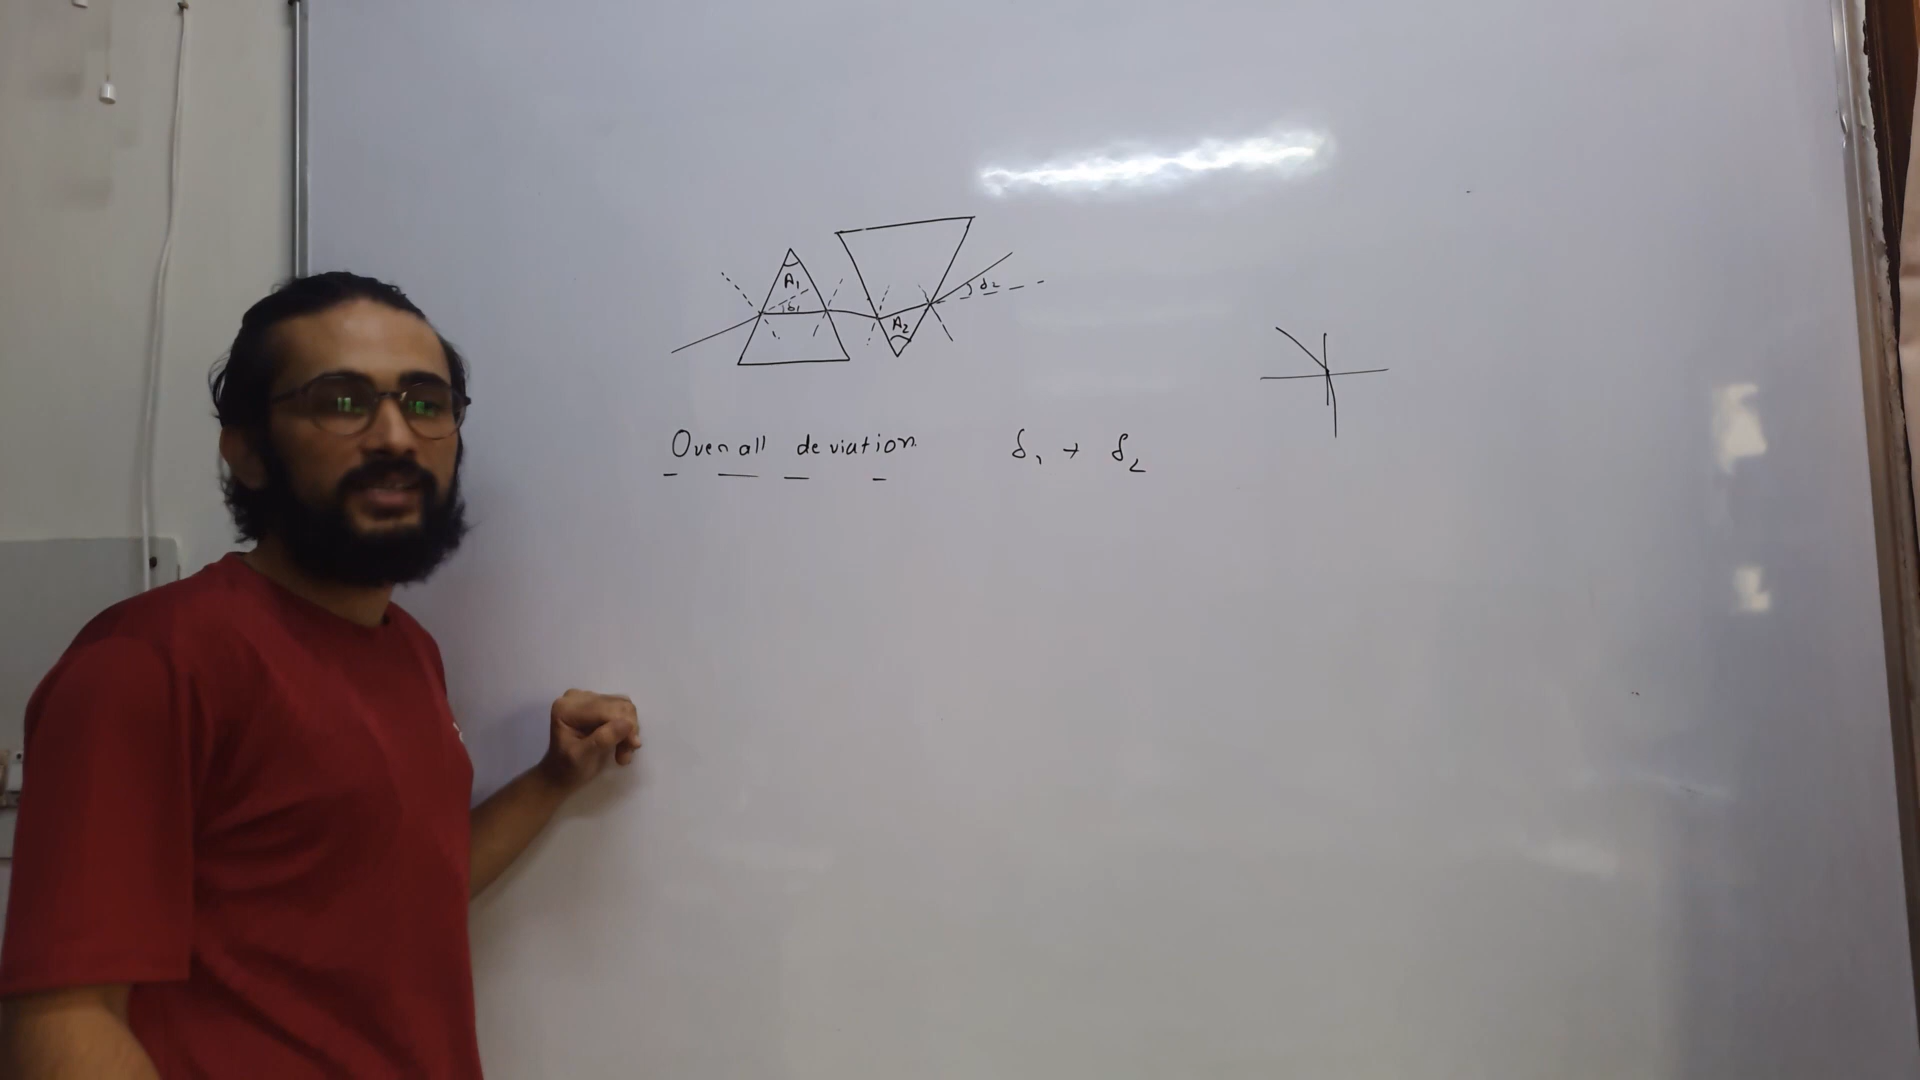 A₁
δ₁
δ₂
A₂
Overall deviation δ₁ + δ₂